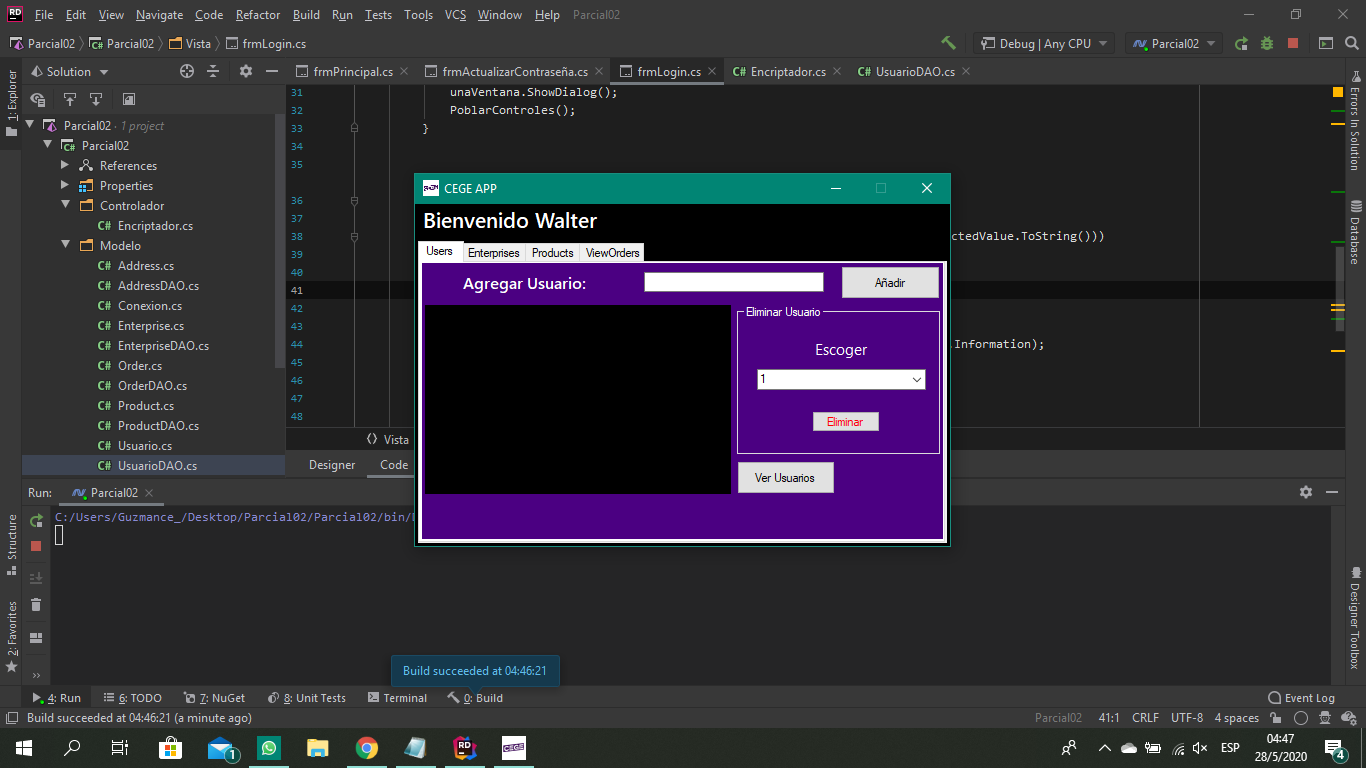 File Edit View Navigate Code Refactor Build Run Tests Tools VCS Window Help Parcial02
Parcial02 Parcial02 Vista frmLogin.cs
Debug | Any CPU Parcial02
1: Explorer
Solution
frmPrincipal.cs frmActualizarContraseña.cs frmLogin.cs Encriptador.cs UsuarioDAO.cs
Parcial02 · 1 project
Parcial02
References
Properties
Controlador
Encriptador.cs
Modelo
Address.cs
AddressDAO.cs
Conexion.cs
Enterprise.cs
EnterpriseDAO.cs
Order.cs
OrderDAO.cs
Product.cs
ProductDAO.cs
Usuario.cs
UsuarioDAO.cs
31 unaVentana.ShowDialog();
32 PoblarControles();
33 }
34
35
36
37
38 ctedValue.ToString()))
39
40
41
42
43
44 .Information);
45
46
47
48
Vista
Designer Code
CEGE APP
Bienvenido Walter
Users Enterprises Products ViewOrders
Agregar Usuario:
Añadir
Eliminar Usuario
Escoger
1
Eliminar
Ver Usuarios
Errors In Solution
Database
Designer Toolbox
Run: Parcial02
C:/Users/Guzmance_/Desktop/Parcial02/Parcial02/bin/
Structure
2: Favorites
Build succeeded at 04:46:21
4: Run 6: TODO 7: NuGet 8: Unit Tests Terminal 0: Build Event Log
Build succeeded at 04:46:21 (a minute ago)
Parcial02 41:1 CRLF UTF-8 4 spaces
RD
1
CEGE
ESP
04:47
28/5/2020
4